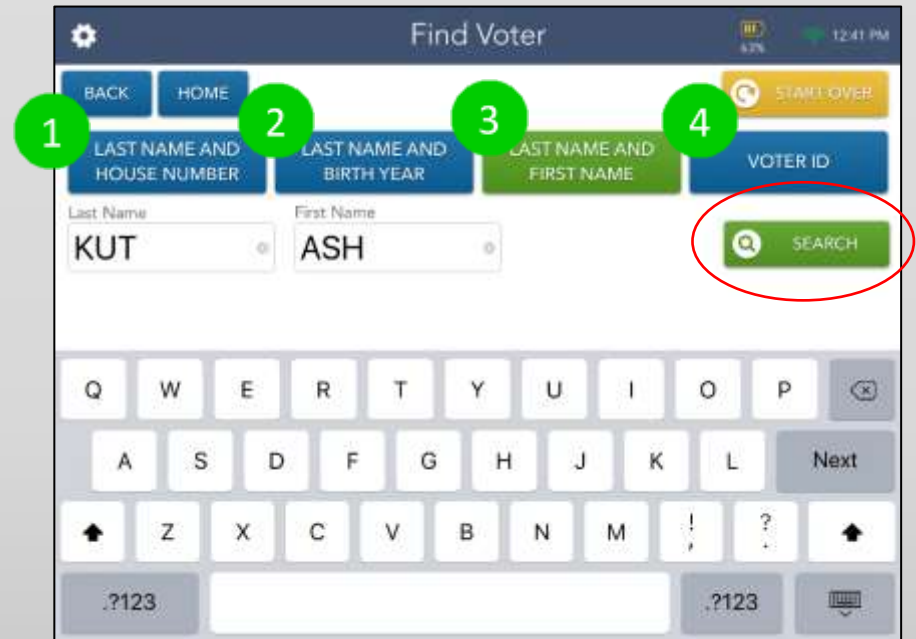 Find Voter
63%
12:41 PM
BACK
HOME
START OVER
1
2
3
4
LAST NAME AND
HOUSE NUMBER
LAST NAME AND
BIRTH YEAR
LAST NAME AND
FIRST NAME
VOTER ID
Last Name
First Name
KUT
ASH
SEARCH
Q W E R T Y U I O P
A S D F G H J K L Next
Z X C V B N M ! , ? .
.?123 .?123